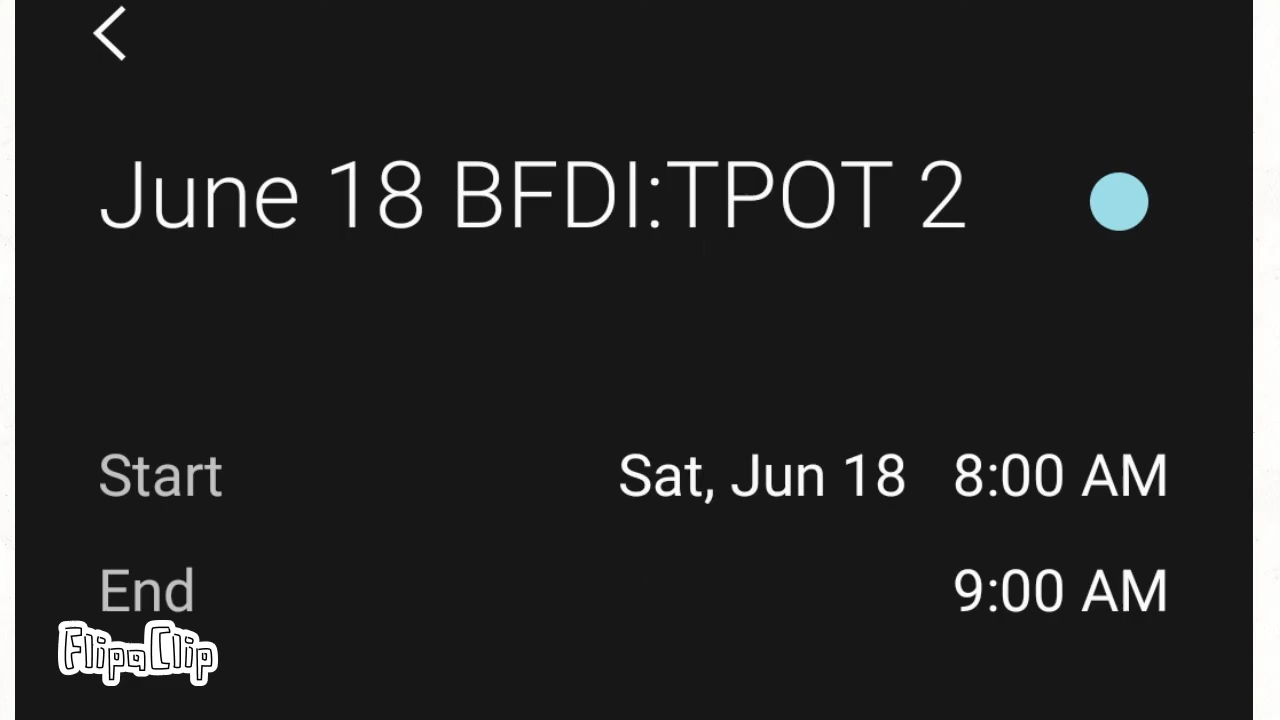 June 18 BFDI:TPOT 2
Start Sat, Jun 18 8:00 AM
End 9:00 AM
FlipaClip